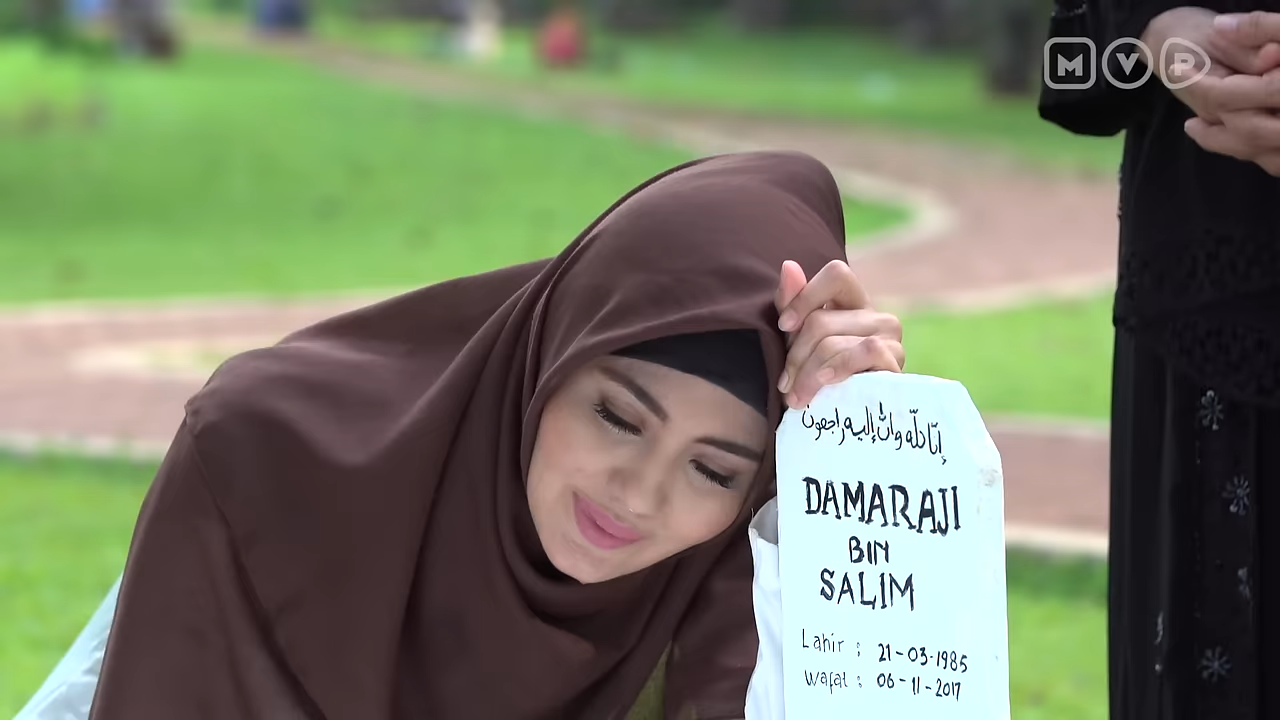 MVP
إنا لله وإنا إليه راجعون
DAMARAJI
BIN
SALIM
Lahir : 21-03-1985
Wafat : 06-11-2017